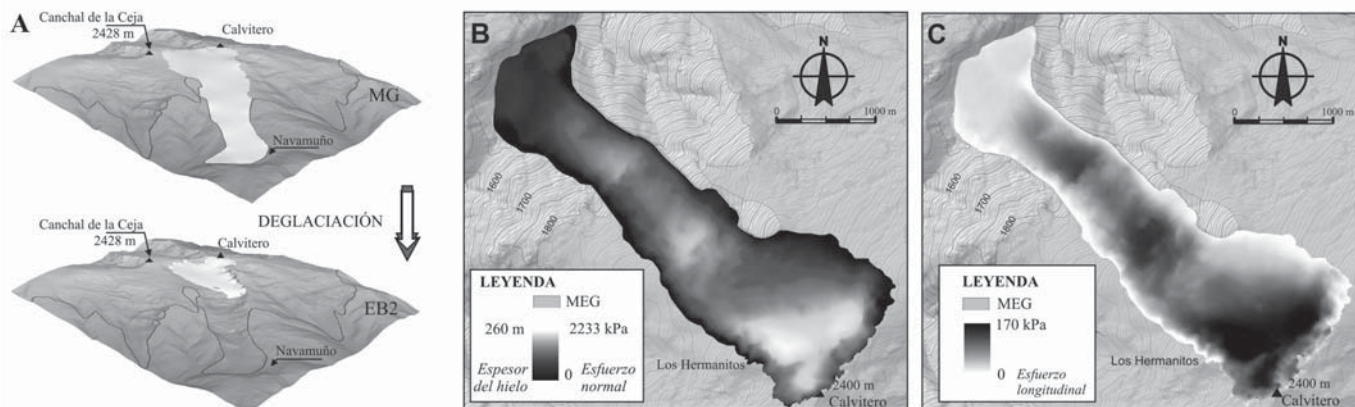 A
Canchal de la Ceja
2428 m
Calvitero
MG
Navamuño
DEGLACIACIÓN
Canchal de la Ceja
2428 m
Calvitero
EB2
Navamuño
B
N
0 1000 m
1600
1700
1800
LEYENDA
MEG
260 m 2233 kPa
0
Espesor del hielo
Esfuerzo normal
Los Hermanitos
2400 m
Calvitero
C
N
0 1000 m
1600
1700
1800
LEYENDA
MEG
170 kPa
0
Esfuerzo longitudinal
Los Hermanitos
2400 m
Calvitero